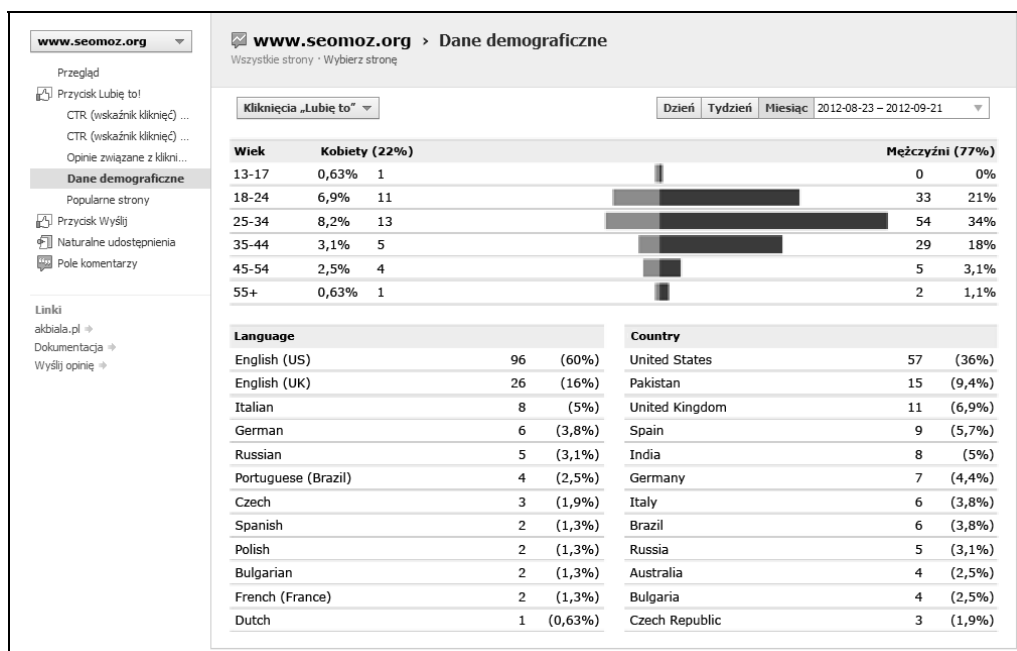 www.seomoz.org
Przegląd
Przycisk Lubię to!
CTR (wskaźnik kliknięć) ...
CTR (wskaźnik kliknięć) ...
Opinie związane z klikni...
Dane demograficzne
Popularne strony
Przycisk Wyślij
Naturalne udostępnienia
Pole komentarzy
Linki
akbiala.pl
Dokumentacja
Wyślij opinię
www.seomoz.org › Dane demograficzne
Wszystkie strony · Wybierz stronę
Kliknięcia „Lubię to” Dzień Tydzień Miesiąc 2012-08-23 – 2012-09-21
Wiek Kobiety (22%) Mężczyźni (77%)
13-17 0,63% 1 0 0%
18-24 6,9% 11 33 21%
25-34 8,2% 13 54 34%
35-44 3,1% 5 29 18%
45-54 2,5% 4 5 3,1%
55+ 0,63% 1 2 1,1%
Language
English (US) 96 (60%)
English (UK) 26 (16%)
Italian 8 (5%)
German 6 (3,8%)
Russian 5 (3,1%)
Portuguese (Brazil) 4 (2,5%)
Czech 3 (1,9%)
Spanish 2 (1,3%)
Polish 2 (1,3%)
Bulgarian 2 (1,3%)
French (France) 2 (1,3%)
Dutch 1 (0,63%)
Country
United States 57 (36%)
Pakistan 15 (9,4%)
United Kingdom 11 (6,9%)
Spain 9 (5,7%)
India 8 (5%)
Germany 7 (4,4%)
Italy 6 (3,8%)
Brazil 6 (3,8%)
Russia 5 (3,1%)
Australia 4 (2,5%)
Bulgaria 4 (2,5%)
Czech Republic 3 (1,9%)